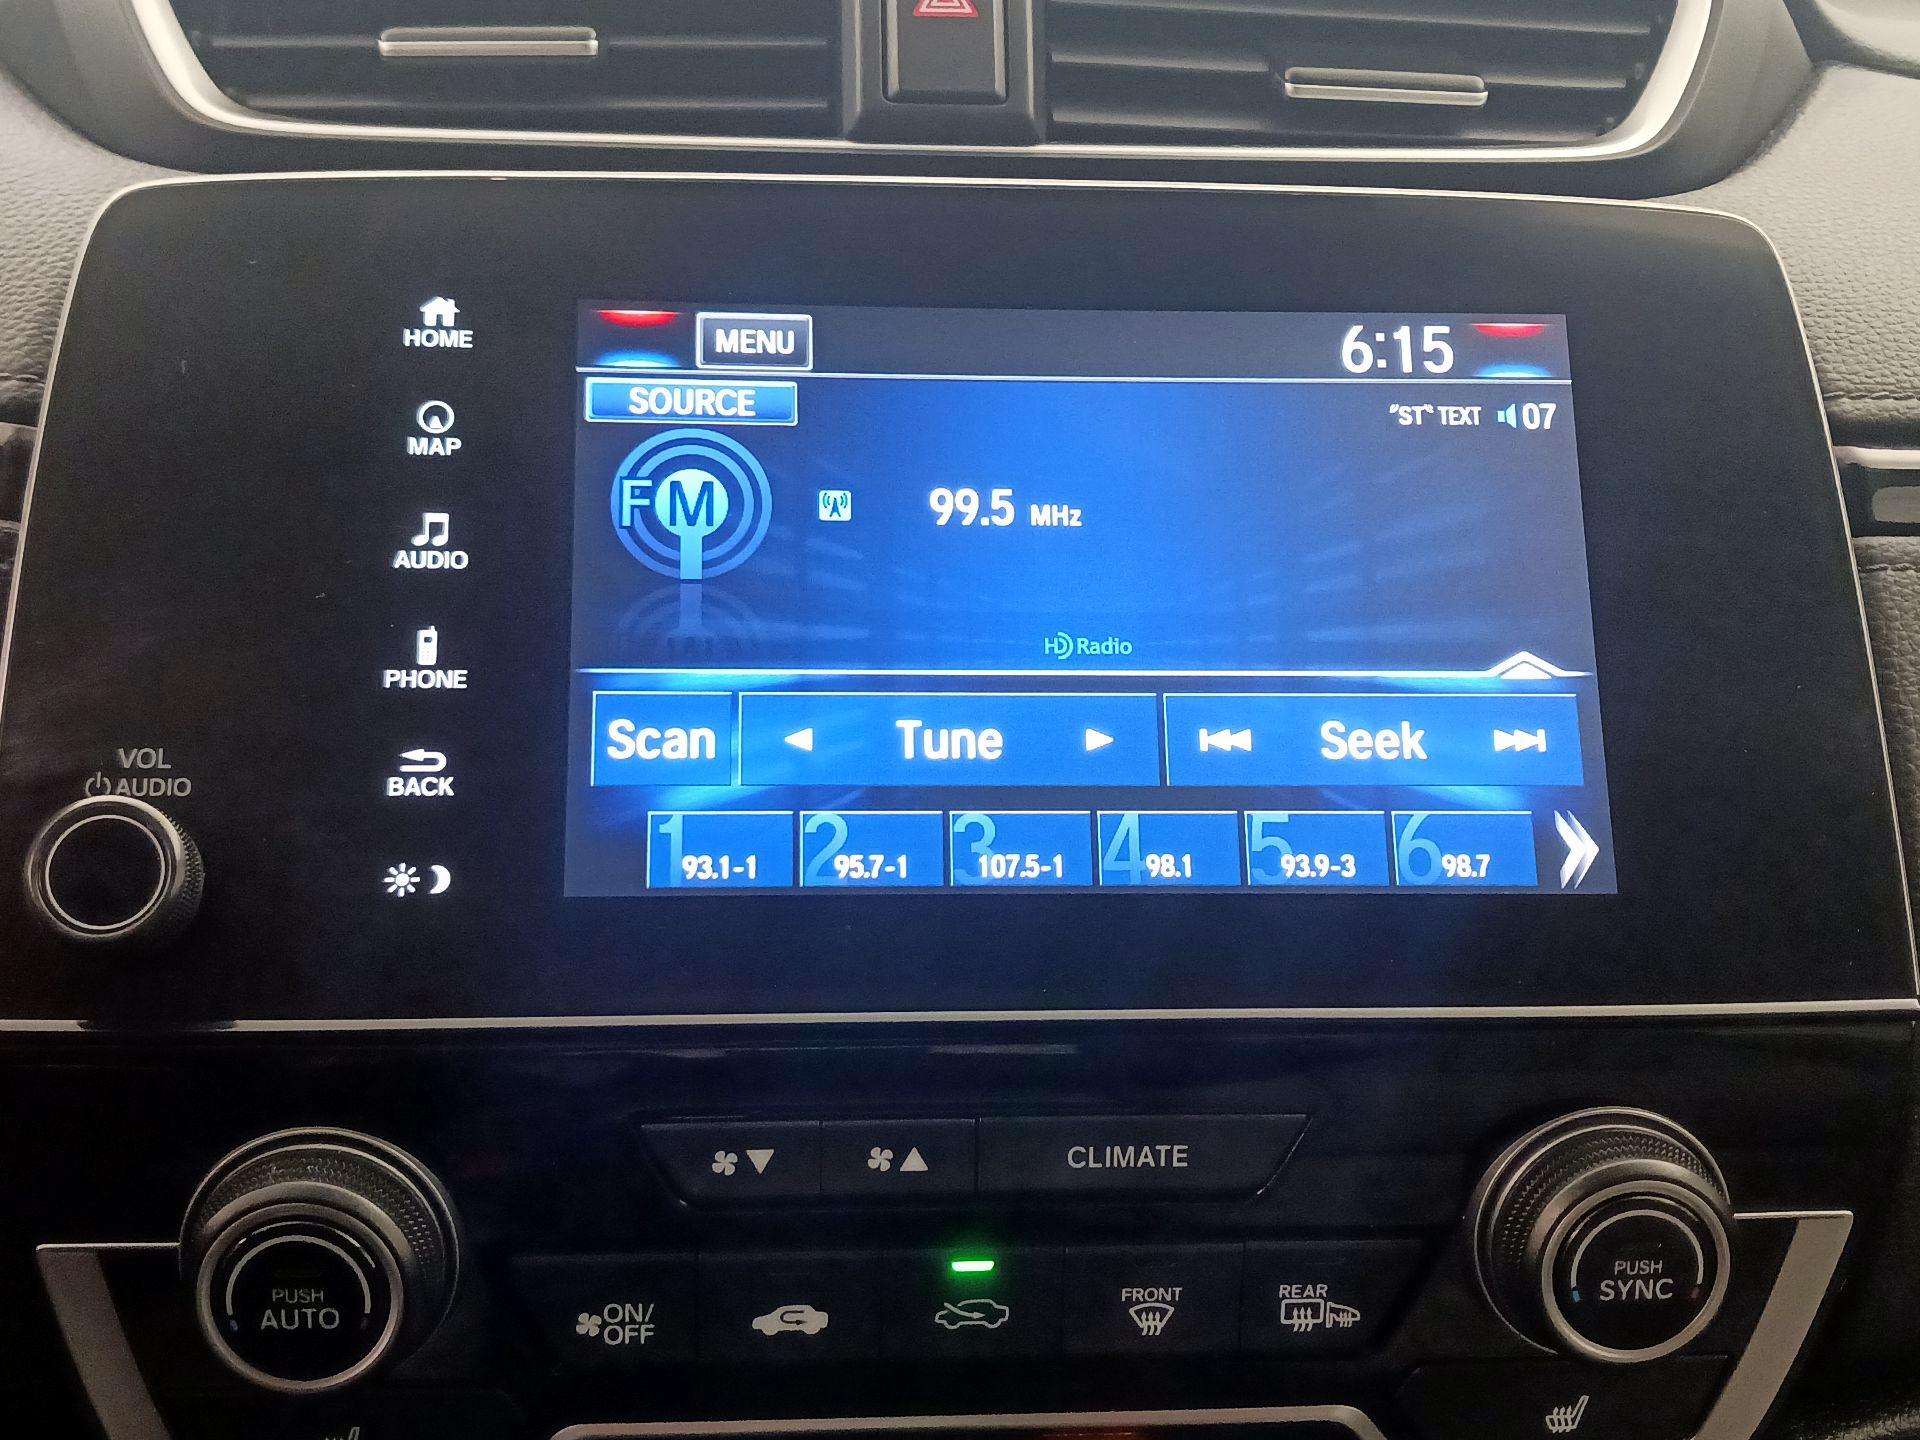 HOME
MAP
AUDIO
PHONE
BACK
VOL
AUDIO
MENU
6:15
SOURCE
"ST" TEXT 07
FM
99.5 MHz
HD Radio
Scan Tune Seek
1 93.1-1
2 95.7-1
3 107.5-1
4 98.1
5 93.9-3
6 98.7
CLIMATE
PUSH
AUTO
ON/
OFF
FRONT
REAR
PUSH
SYNC